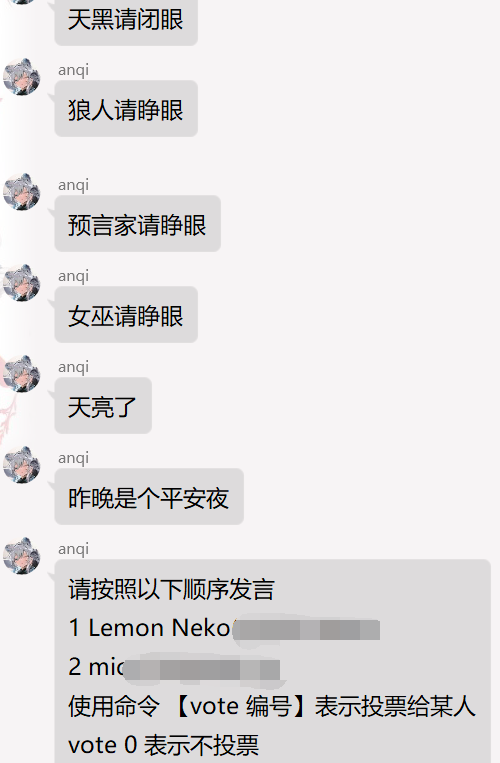 天黑请闭眼
anqi
狼人请睁眼
anqi
预言家请睁眼
anqi
女巫请睁眼
anqi
天亮了
anqi
昨晚是个平安夜
anqi
请按照以下顺序发言
1 Lemon Neko
2 mic
使用命令 【vote 编号】表示投票给某人
vote 0 表示不投票